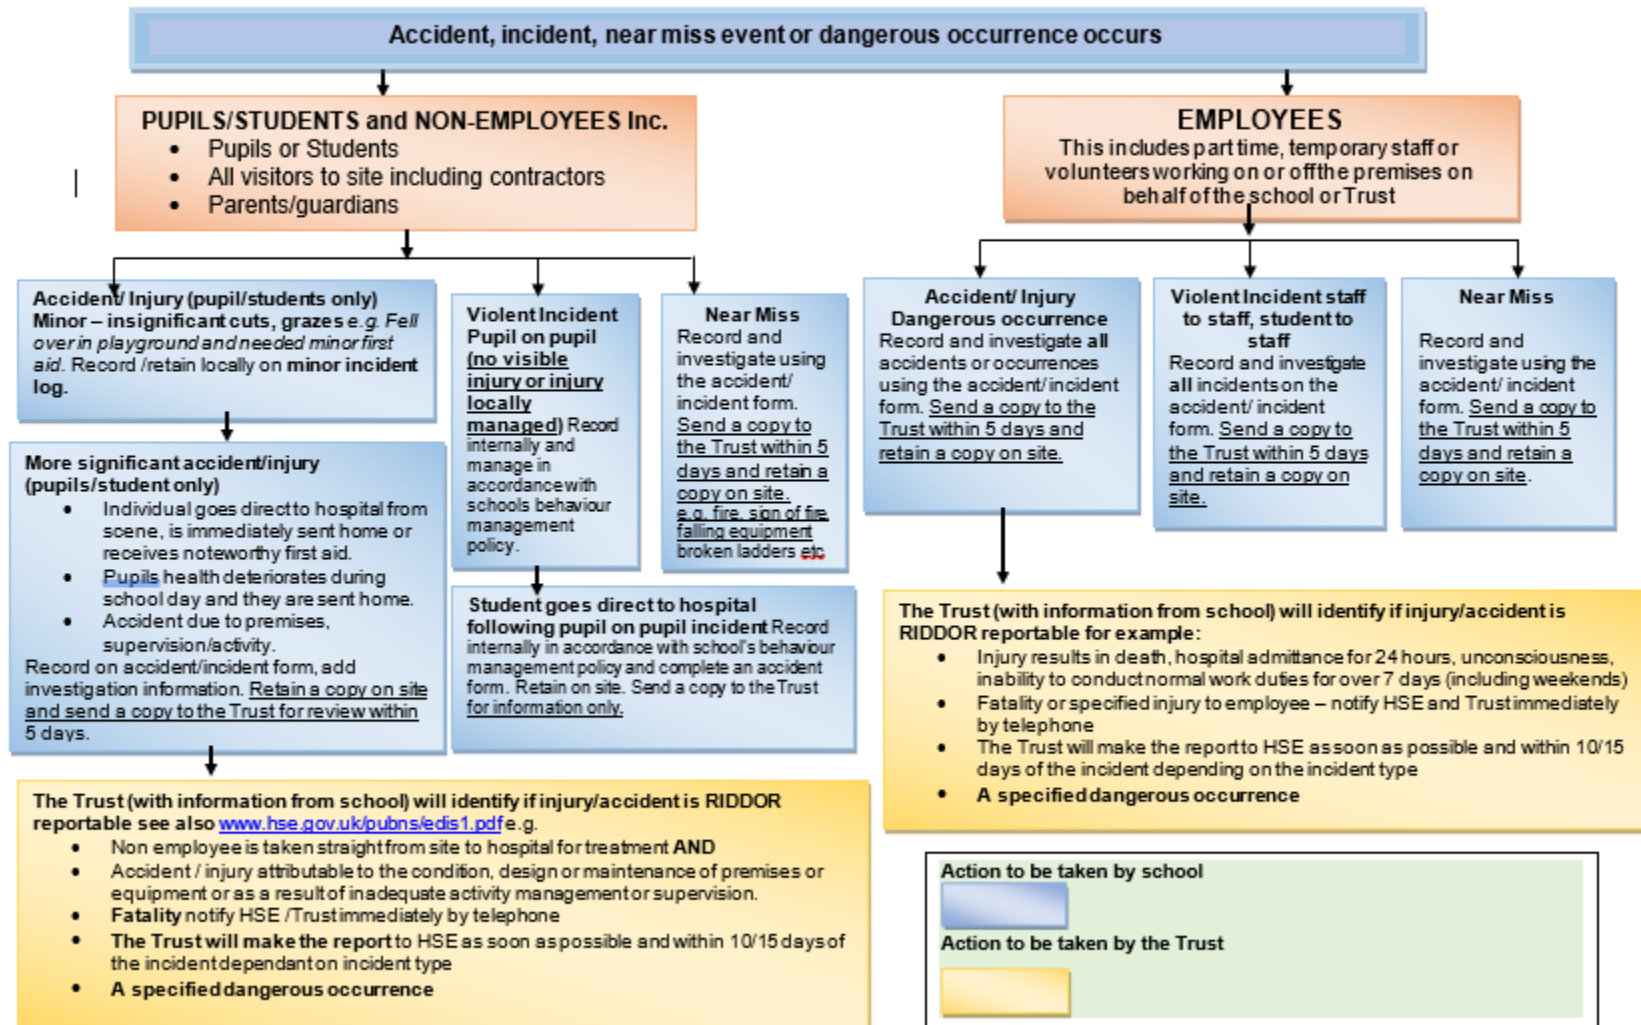 Accident, incident, near miss event or dangerous occurrence occurs
PUPILS/STUDENTS and NON-EMPLOYEES Inc.
• Pupils or Students
• All visitors to site including contractors
• Parents/guardians
EMPLOYEES
This includes part time, temporary staff or
volunteers working on or off the premises on
behalf of the school or Trust
Accident/ Injury (pupil/students only)
Minor – insignificant cuts, grazes e.g. Fell
over in playground and needed minor first
aid. Record /retain locally on minor incident
log.
Violent Incident
Pupil on pupil
(no visible
injury or injury
locally
managed) Record
internally and
manage in
accordance with
schools behaviour
management
policy.
Near Miss
Record and
investigate using
the accident/
incident form.
Send a copy to
the Trust within 5
days and retain a
copy on site.
e.g. fire, sign of fire
falling equipment
broken ladders etc
Accident/ Injury
Dangerous occurrence
Record and investigate all
accidents or occurrences
using the accident/ incident
form. Send a copy to the
Trust within 5 days and
retain a copy on site.
Violent Incident staff
to staff, student to
staff
Record and investigate
all incidents on the
accident/ incident
form. Send a copy to
the Trust within 5 days
and retain a copy on
site.
Near Miss
Record and
investigate using the
accident/ incident
form. Send a copy to
the Trust within 5
days and retain a
copy on site.
More significant accident/injury
(pupils/student only)
• Individual goes direct to hospital from
scene, is immediately sent home or
receives noteworthy first aid.
• Pupils health deteriorates during
school day and they are sent home.
• Accident due to premises,
supervision/activity.
Record on accident/incident form, add
investigation information. Retain a copy on site
and send a copy to the Trust for review within
5 days.
Student goes direct to hospital
following pupil on pupil incident Record
internally in accordance with school's behaviour
management policy and complete an accident
form. Retain on site. Send a copy to the Trust
for information only.
The Trust (with information from school) will identify if injury/accident is
RIDDOR reportable for example:
• Injury results in death, hospital admittance for 24 hours, unconsciousness,
inability to conduct normal work duties for over 7 days (including weekends)
• Fatality or specified injury to employee – notify HSE and Trust immediately
by telephone
• The Trust will make the report to HSE as soon as possible and within 10/15
days of the incident depending on the incident type
• A specified dangerous occurrence
The Trust (with information from school) will identify if injury/accident is RIDDOR
reportable see also www.hse.gov.uk/pubns/edis1.pdf e.g.
• Non employee is taken straight from site to hospital for treatment AND
• Accident / injury attributable to the condition, design or maintenance of premises or
equipment or as a result of inadequate activity management or supervision.
• Fatality notify HSE /Trust immediately by telephone
• The Trust will make the report to HSE as soon as possible and within 10/15 days of
the incident dependant on incident type
• A specified dangerous occurrence
Action to be taken by school
Action to be taken by the Trust